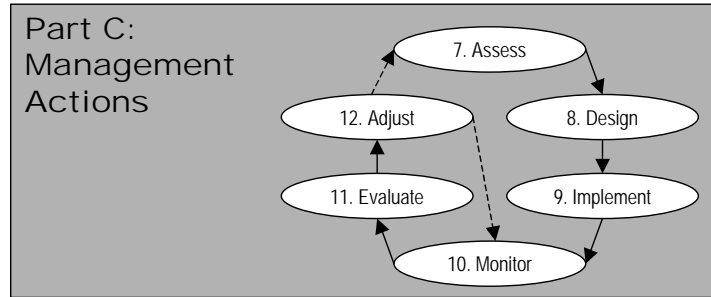 Part C:
Management
Actions
7. Assess
12. Adjust
8. Design
11. Evaluate
9. Implement
10. Monitor